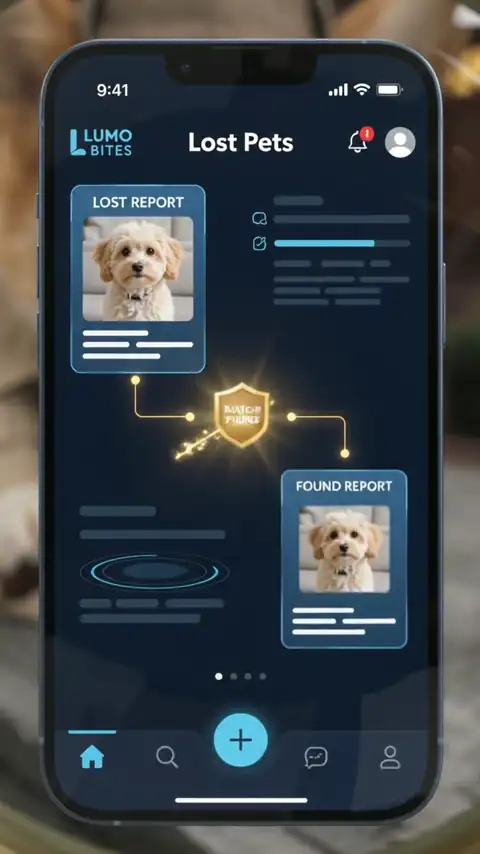 9:41
LUMO
BITES
Lost Pets
1
LOST REPORT
FOUND REPORT